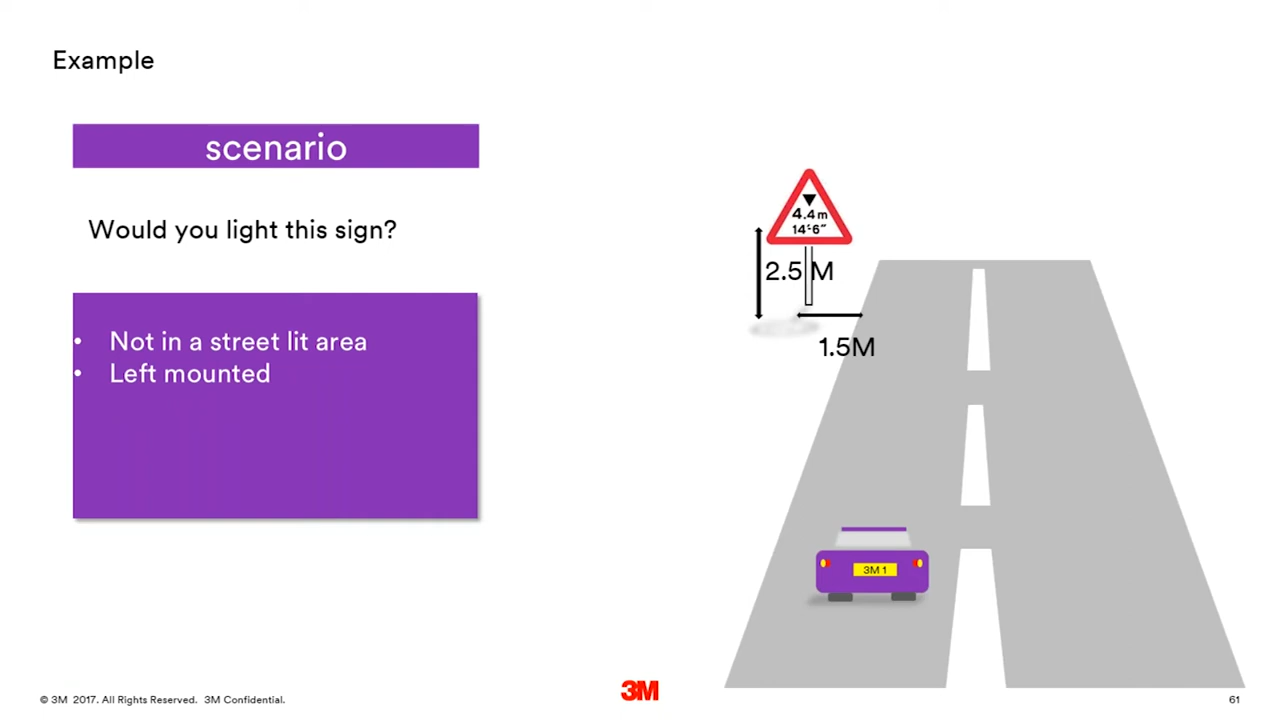 Example
scenario
Would you light this sign?
• Not in a street lit area
• Left mounted
4.4m
14'-6"
2.5 M
1.5M
3M 1
© 3M 2017. All Rights Reserved. 3M Confidential.
3M
61